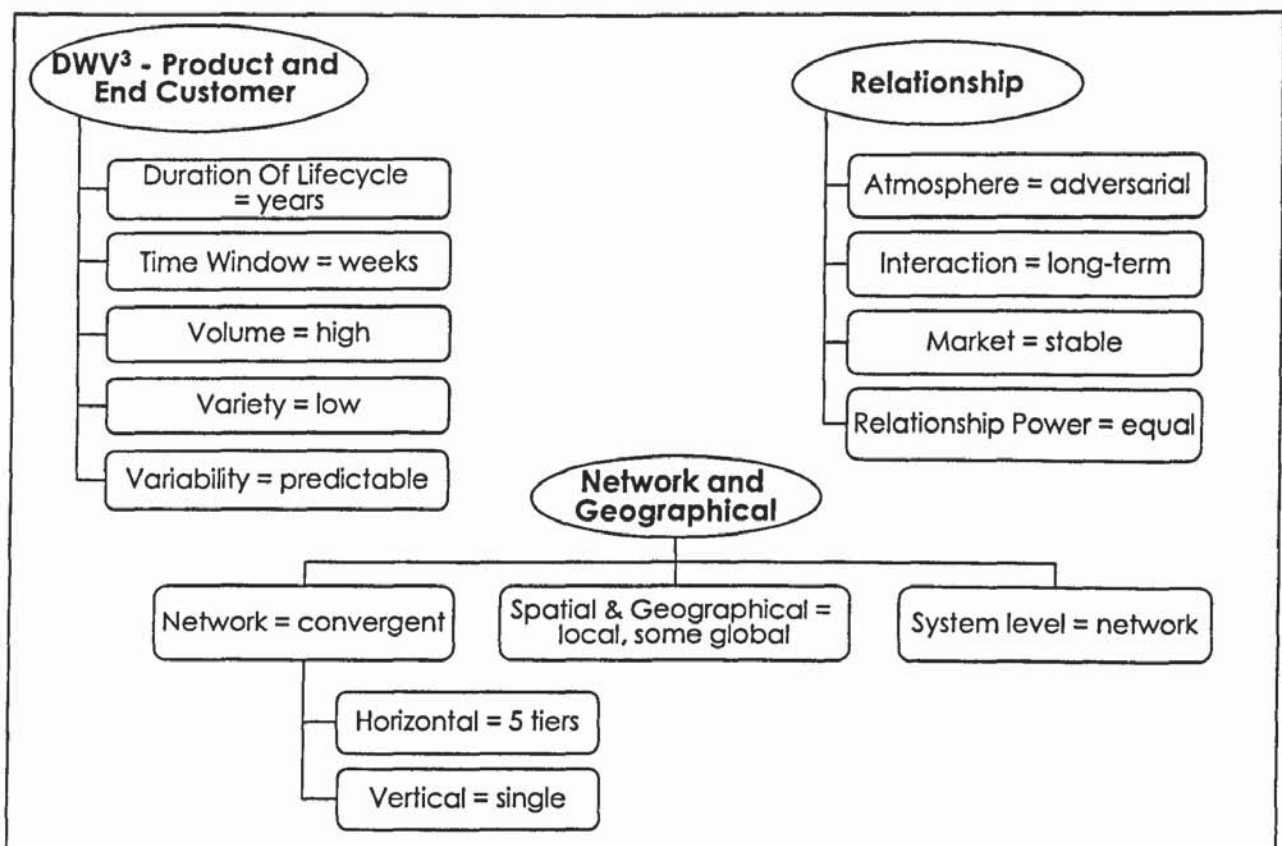 DWV³ - Product and
End Customer
Duration Of Lifecycle
= years
Time Window = weeks
Volume = high
Variety = low
Variability = predictable
Relationship
Atmosphere = adversarial
Interaction = long-term
Market = stable
Relationship Power = equal
Network and
Geographical
Network = convergent
Spatial & Geographical =
local, some global
System level = network
Horizontal = 5 tiers
Vertical = single